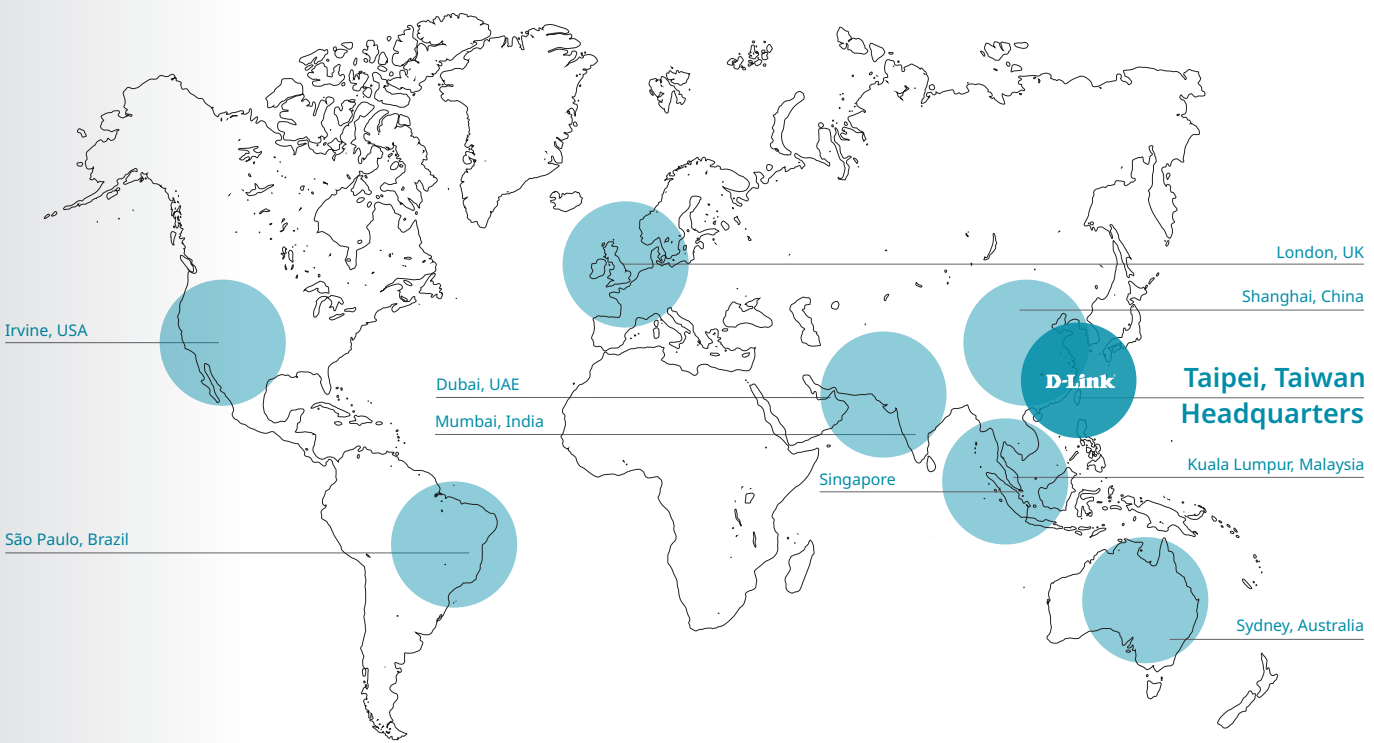 London, UK
Shanghai, China
Irvine, USA
Dubai, UAE
D-Link
Taipei, Taiwan
Headquarters
Mumbai, India
Kuala Lumpur, Malaysia
Singapore
São Paulo, Brazil
Sydney, Australia